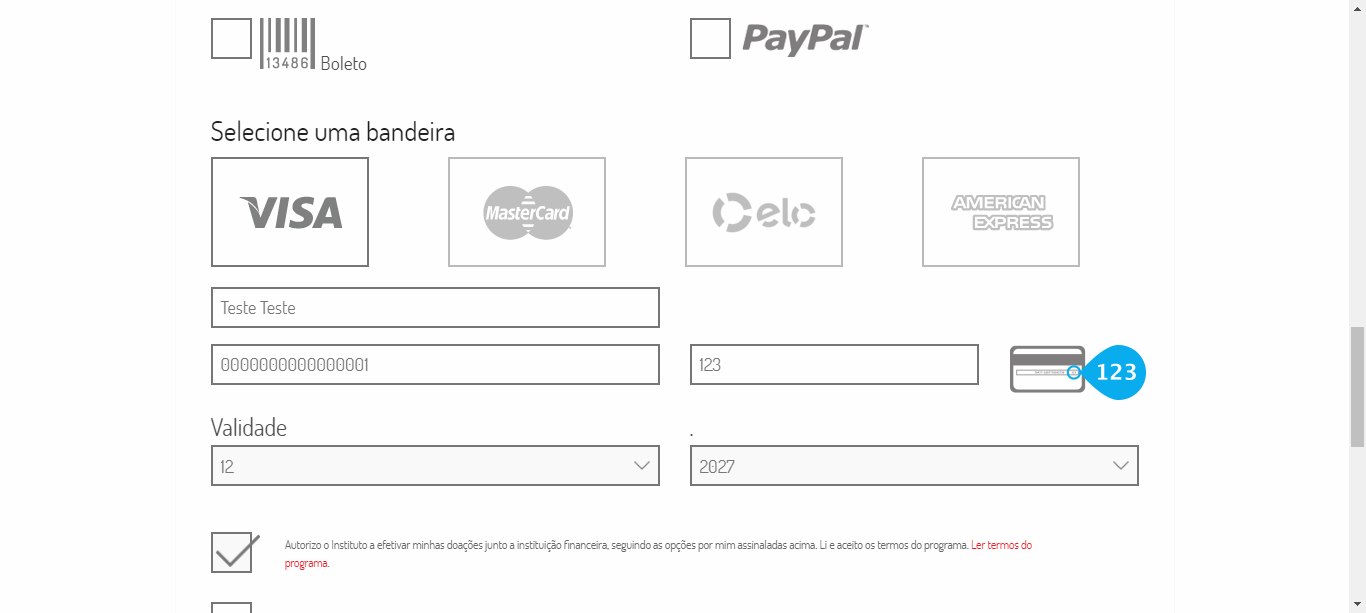 13486 Boleto
PayPal™
Selecione uma bandeira
VISA
MasterCard
elo
AMERICAN
EXPRESS
Teste Teste
0000000000000001
123
123
Validade
.
12
2027
Autorizo o Instituto a efetivar minhas doações junto a instituição financeira, seguindo as opções por mim assinaladas acima. Li e aceito os termos do programa. Ler termos do
programa.